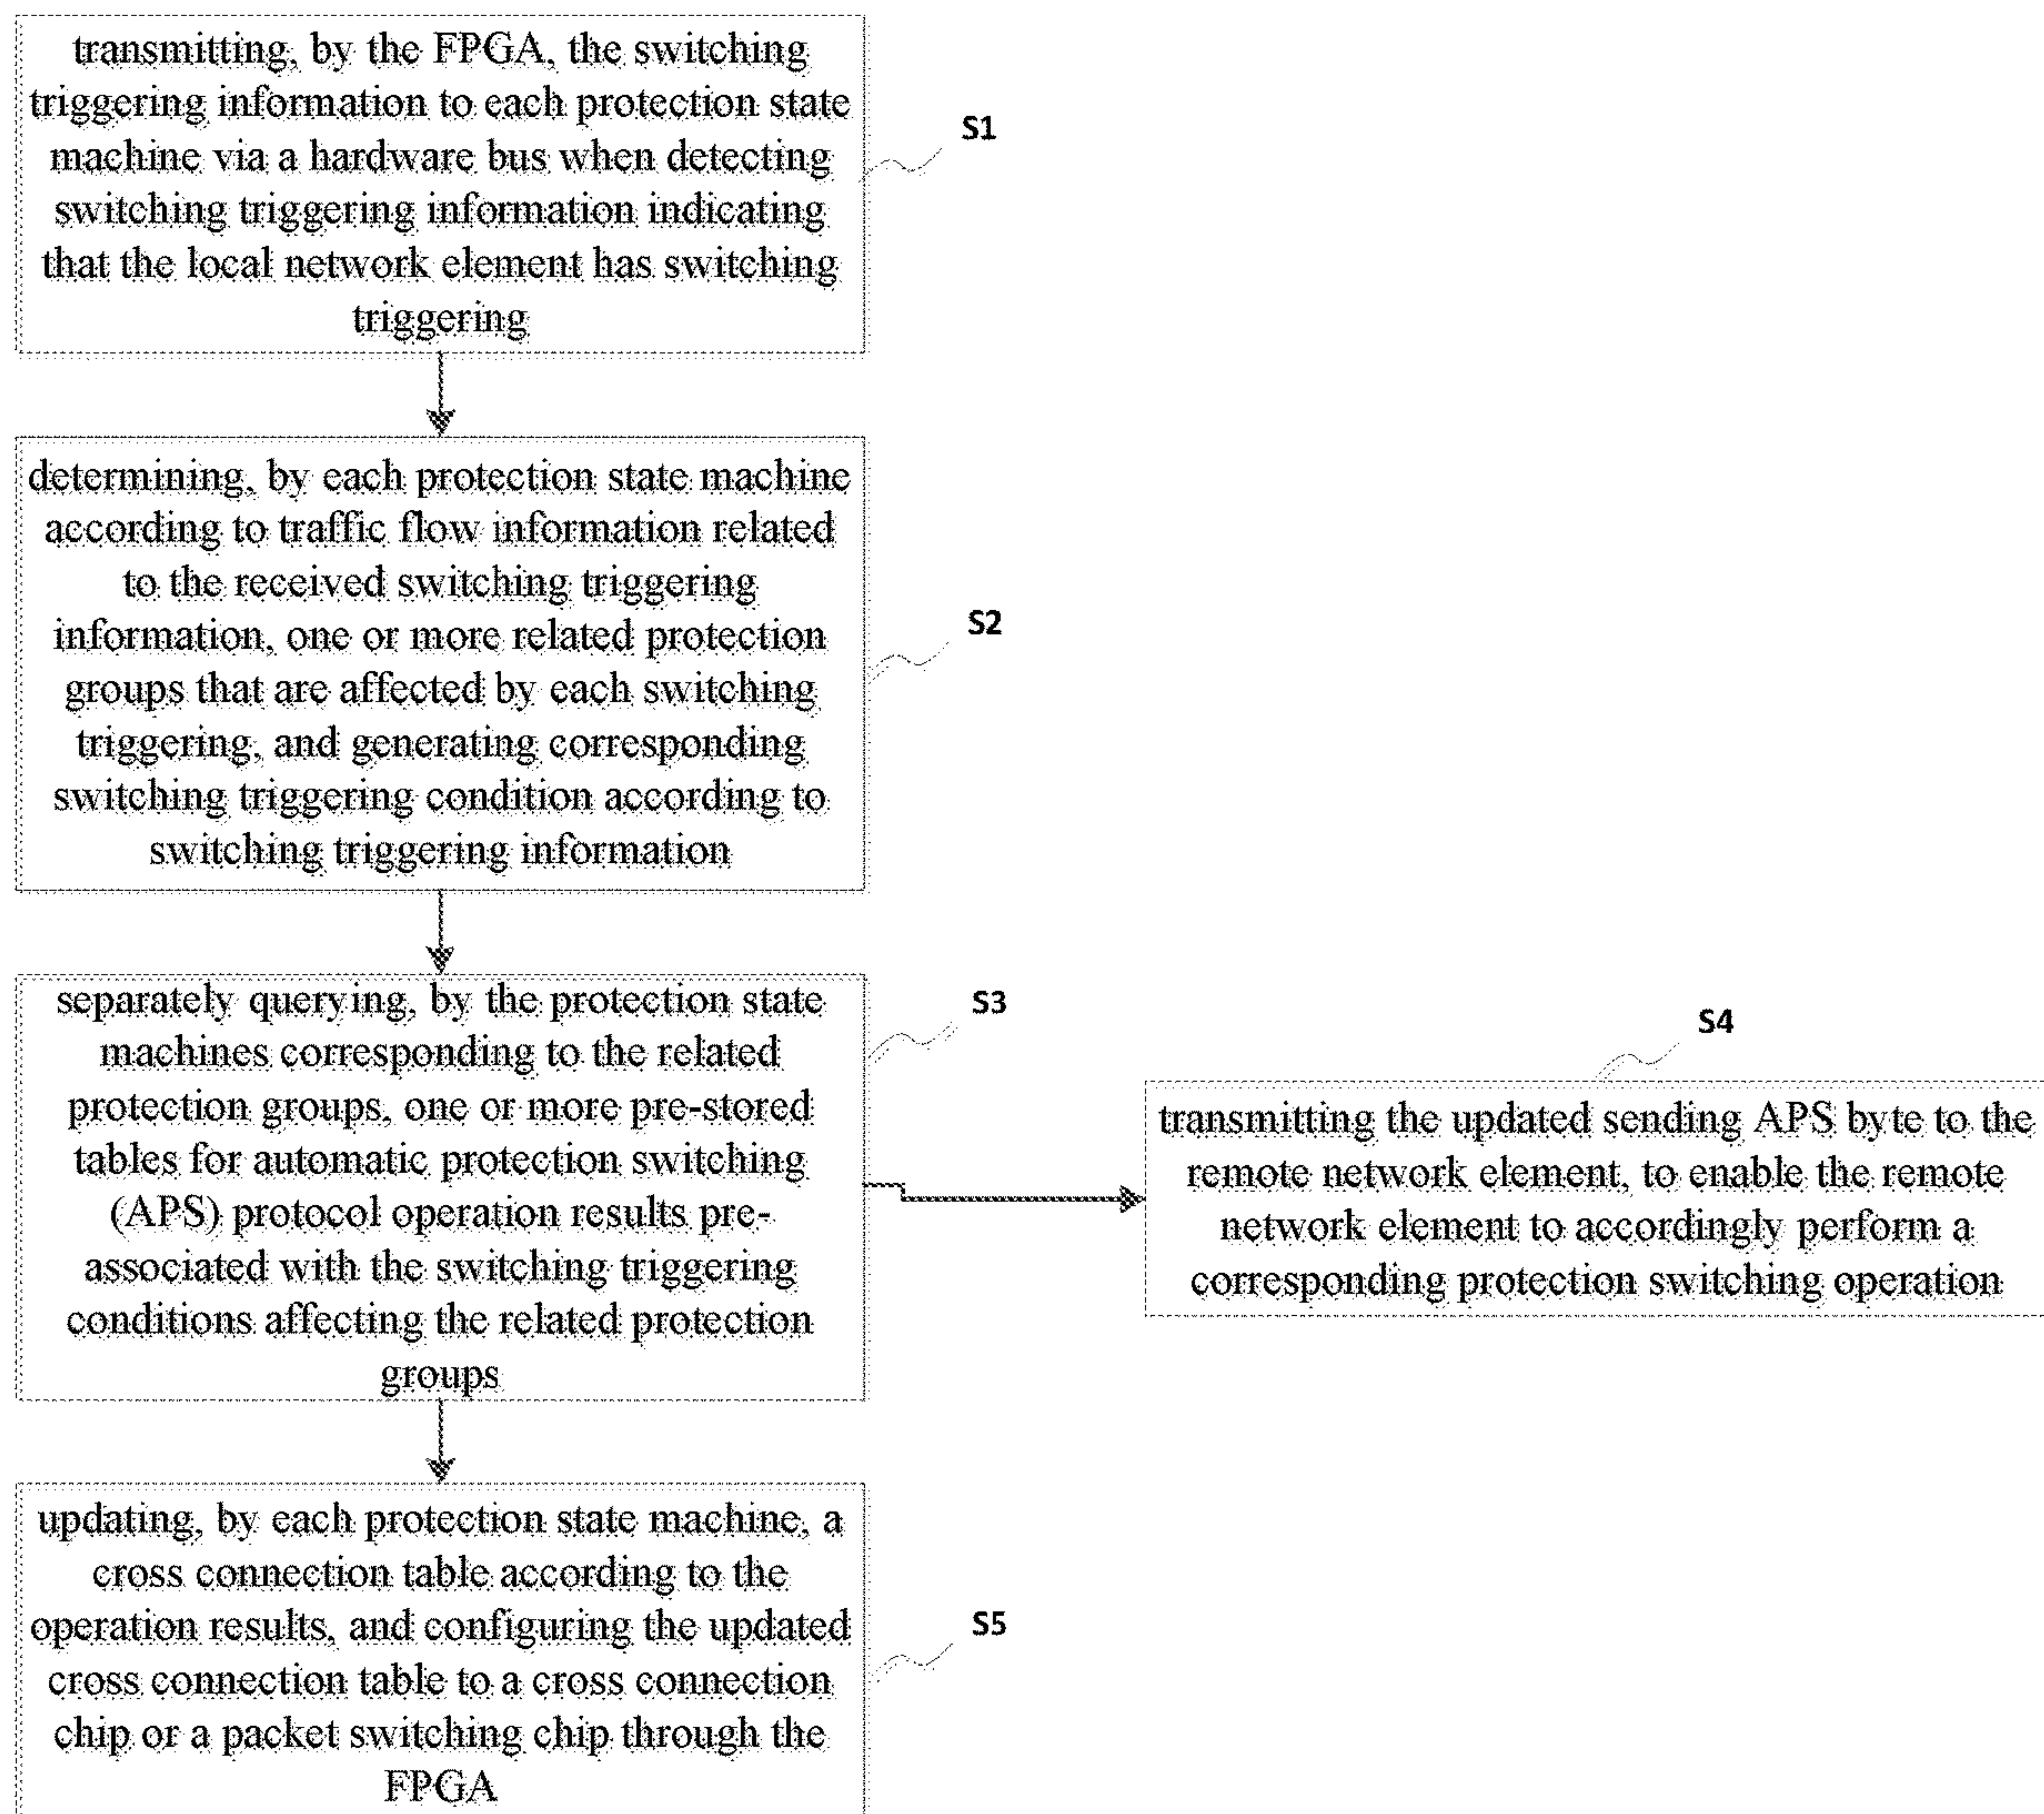 transmitting, by the FPGA, the switching
triggering information to each protection state
machine via a hardware bus when detecting
switching triggering information indicating
that the local network element has switching
triggering
S1
determining, by each protection state machine
according to traffic flow information related
to the received switching triggering
information, one or more related protection
groups that are affected by each switching
triggering, and generating corresponding
switching triggering condition according to
switching triggering information
S2
separately querying, by the protection state
machines corresponding to the related
protection groups, one or more pre-stored
tables for automatic protection switching
(APS) protocol operation results pre-
associated with the switching triggering
conditions affecting the related protection
groups
S3
S4
transmitting the updated sending APS byte to the
remote network element, to enable the remote
network element to accordingly perform a
corresponding protection switching operation
updating, by each protection state machine, a
cross connection table according to the
operation results, and configuring the updated
cross connection table to a cross connection
chip or a packet switching chip through the
FPGA
S5